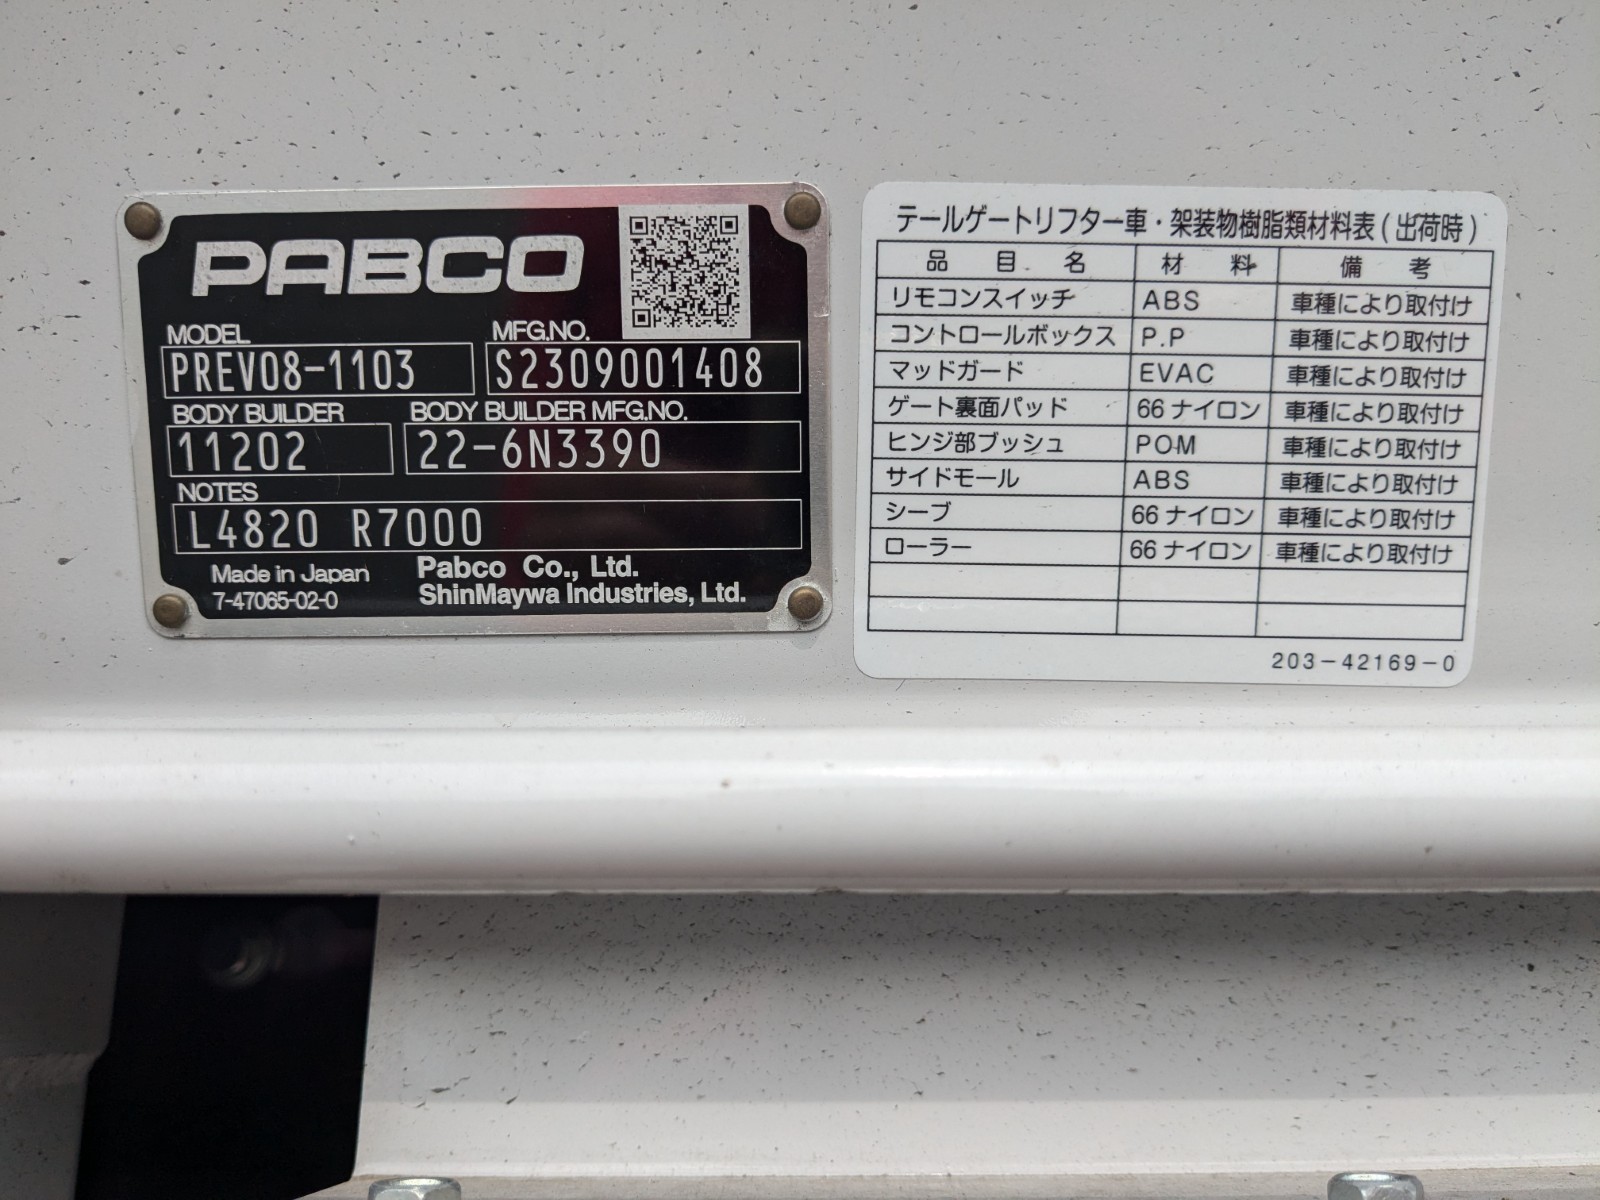 PABCO
MODEL
MFG.NO.
PREV08-1103
S2309001408
BODY BUILDER
BODY BUILDER MFG.NO.
11202
22-6N3390
NOTES
L4820 R7000
Made in Japan
Pabco Co., Ltd.
7-47065-02-0
ShinMaywa Industries, Ltd.
テールゲートリフター車・架装物樹脂類材料表(出荷時)
品 目 名 材 料 備 考
リモコンスイッチ ABS 車種により取付け
コントロールボックス P.P 車種により取付け
マッドガード EVAC 車種により取付け
ゲート裏面パッド 66ナイロン 車種により取付け
ヒンジ部ブッシュ POM 車種により取付け
サイドモール ABS 車種により取付け
シーブ 66ナイロン 車種により取付け
ローラー 66ナイロン 車種により取付け
203-42169-0